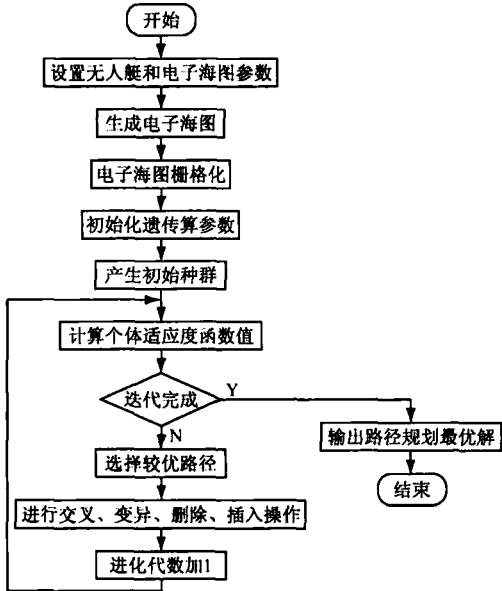 开始
设置无人艇和电子海图参数
生成电子海图
电子海图栅格化
初始化遗传算参数
产生初始种群
计算个体适应度函数值
迭代完成
Y
N
输出路径规划最优解
选择较优路径
结束
进行交叉、变异、删除、插入操作
进化代数加1